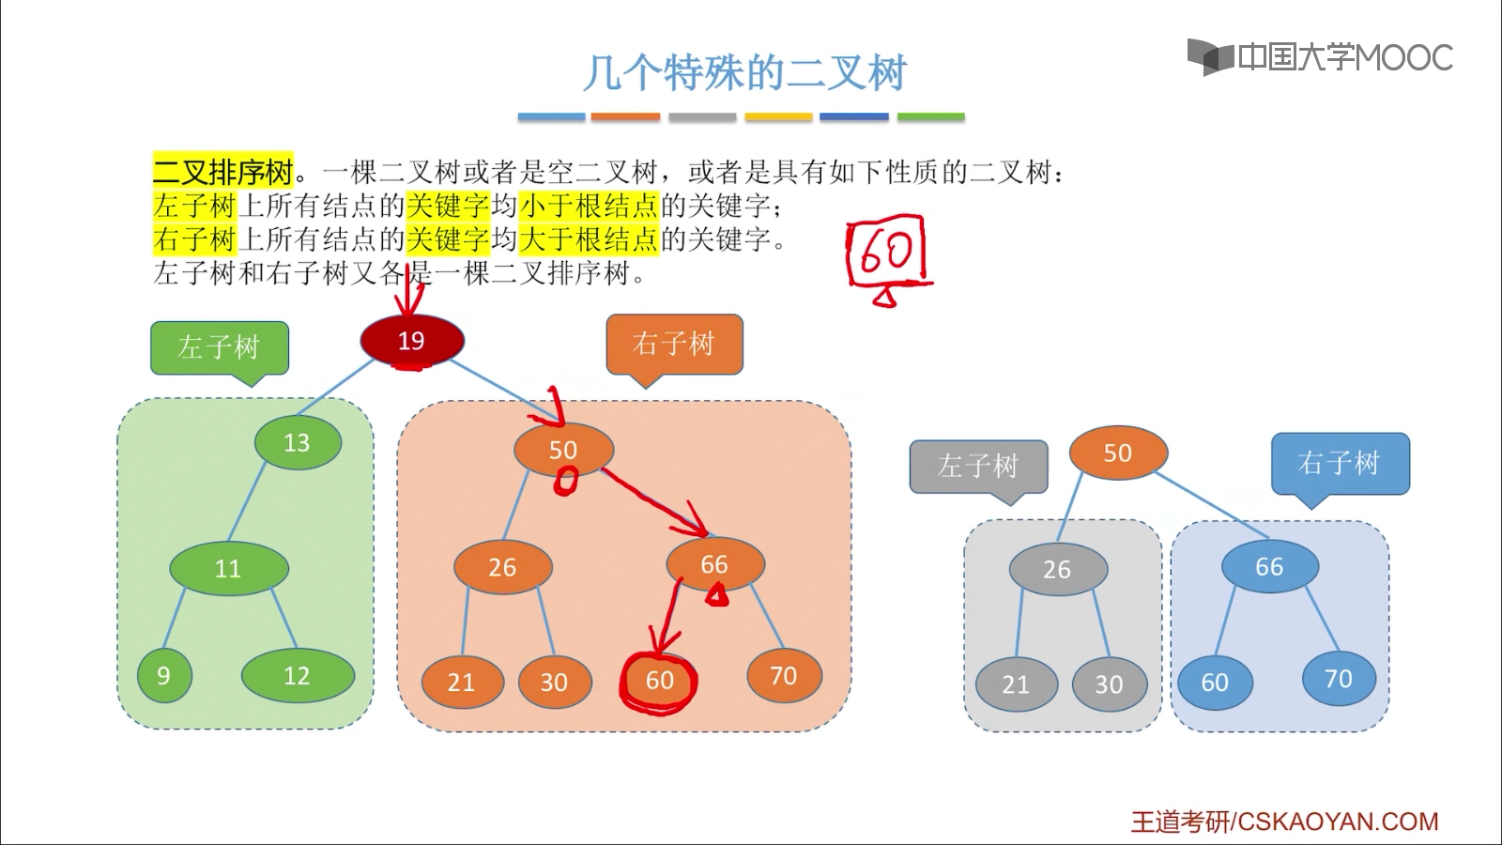 中国大学MOOC
几个特殊的二叉树
二叉排序树。一棵二叉树或者是空二叉树，或者是具有如下性质的二叉树：
左子树上所有结点的关键字均小于根结点的关键字；
右子树上所有结点的关键字均大于根结点的关键字。
60
左子树和右子树又各是一棵二叉排序树。
左子树
19
右子树
13
50
左子树
50
右子树
11
26
66
26
66
9
12
21
30
60
70
21
30
60
70
王道考研/CSKAOYAN.COM